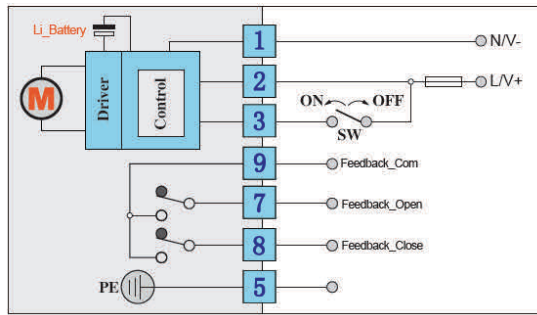 Li_Battery
M
Driver
Control
1
N/V-
2
L/V+
ON
OFF
3
SW
9
Feedback_Com
7
Feedback_Open
8
Feedback_Close
PE
5